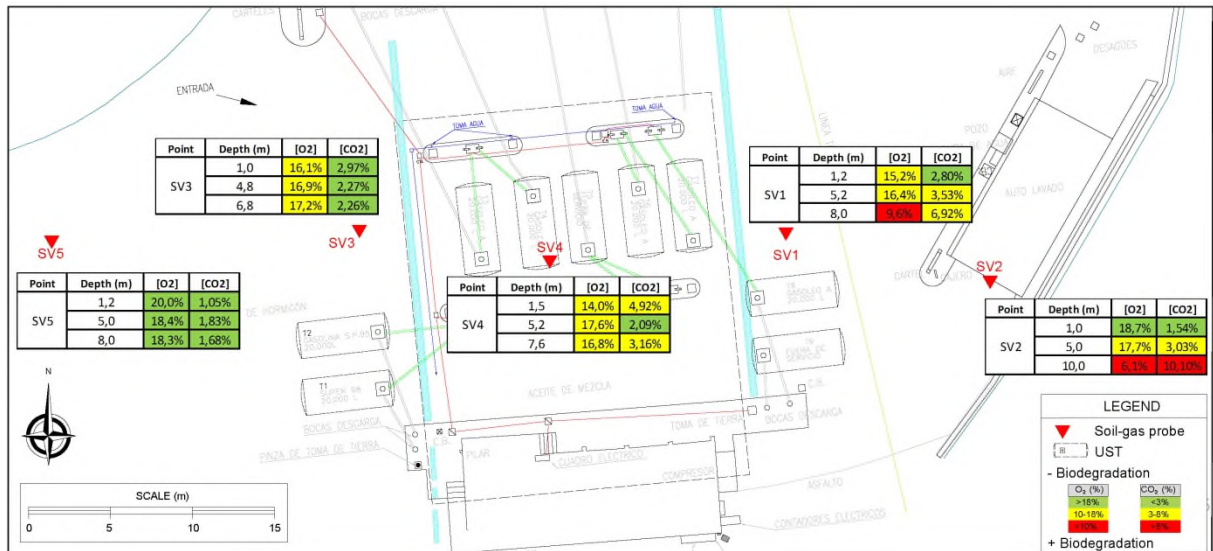 CARTELES
BOCAS DESCARGA
DESAGÜES
AIRE
ENTRADA
TOMA AGUA
TOMA AGUA
POZO
AUTO LAVADO
Point Depth (m) [O2] [CO2]
SV3
1,0 16,1% 2,97%
4,8 16,9% 2,27%
6,8 17,2% 2,26%
SV3
Point Depth (m) [O2] [CO2]
SV1
1,2 15,2% 2,80%
5,2 16,4% 3,53%
8,0 9,6% 6,92%
SV1
SV5
SV4
SV2
Point Depth (m) [O2] [CO2]
SV5
1,2 20,0% 1,05%
5,0 18,4% 1,83%
8,0 18,3% 1,68%
DE HORMIGÓN
Point Depth (m) [O2] [CO2]
SV4
1,5 14,0% 4,92%
5,2 17,6% 2,09%
7,6 16,8% 3,16%
Point Depth (m) [O2] [CO2]
SV2
1,0 18,7% 1,54%
5,0 17,7% 3,03%
10,0 6,1% 10,10%
T2
T1
ACEITE DE MEZCLA
BOCAS DESCARGA
C.B.
PINZA DE TOMA DE TIERRA
PILAR
CUADRO ELECTRICO
COMPRESOR
TOMA DE TIERRA
BOCAS DESCARGA
C.B.
ASFALTO
CONTADORES ELECTRICOS
N
SCALE (m)
0 5 10 15
LEGEND
Soil-gas probe
UST
- Biodegradation
O₂ (%) CO₂ (%)
>18% <3%
10-18% 3-8%
<10% >8%
+ Biodegradation